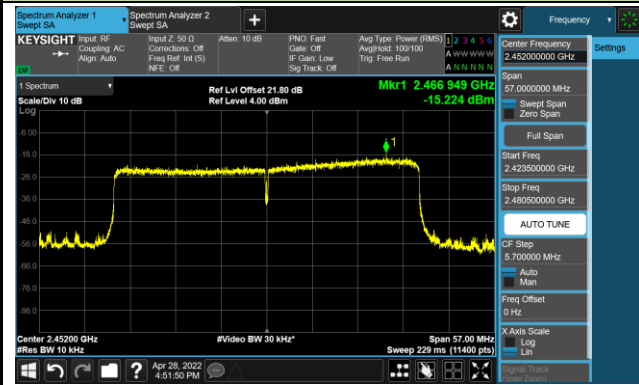 Spectrum Analyzer 1
Swept SA
Spectrum Analyzer 2
Swept SA
+
Frequency
KEYSIGHT
Input: RF
Coupling: AC
Align: Auto
Input Z: 50 Ω
Corrections: Off
Freq Ref: Int (S)
NFE: Off
Atten: 10 dB
PNO: Fast
Gate: Off
IF Gain: Low
Sig Track: Off
Avg Type: Power (RMS)
Avg|Hold: 100/100
Trig: Free Run
1 2 3 4 5 6
A W W W W W
A N N N N N
1 Spectrum
Scale/Div 10 dB
Log
Ref Lvl Offset 21.80 dB
Ref Level 4.00 dBm
Mkr1 2.466 949 GHz
-15.224 dBm
1
-6.00
-16.0
-26.0
-36.0
-46.0
-56.0
-66.0
-76.0
-86.0
Center 2.45200 GHz
#Res BW 10 kHz
#Video BW 30 kHz*
Span 57.00 MHz
Sweep 229 ms (11400 pts)
Apr 28, 2022
4:51:50 PM
Center Frequency
2.452000000 GHz
Span
57.0000000 MHz
Swept Span
Zero Span
Full Span
Start Freq
2.423500000 GHz
Stop Freq
2.480500000 GHz
AUTO TUNE
CF Step
5.700000 MHz
Auto
Man
Freq Offset
0 Hz
X Axis Scale
Log
Lin
Signal Track
(Span Zoom)
Settings